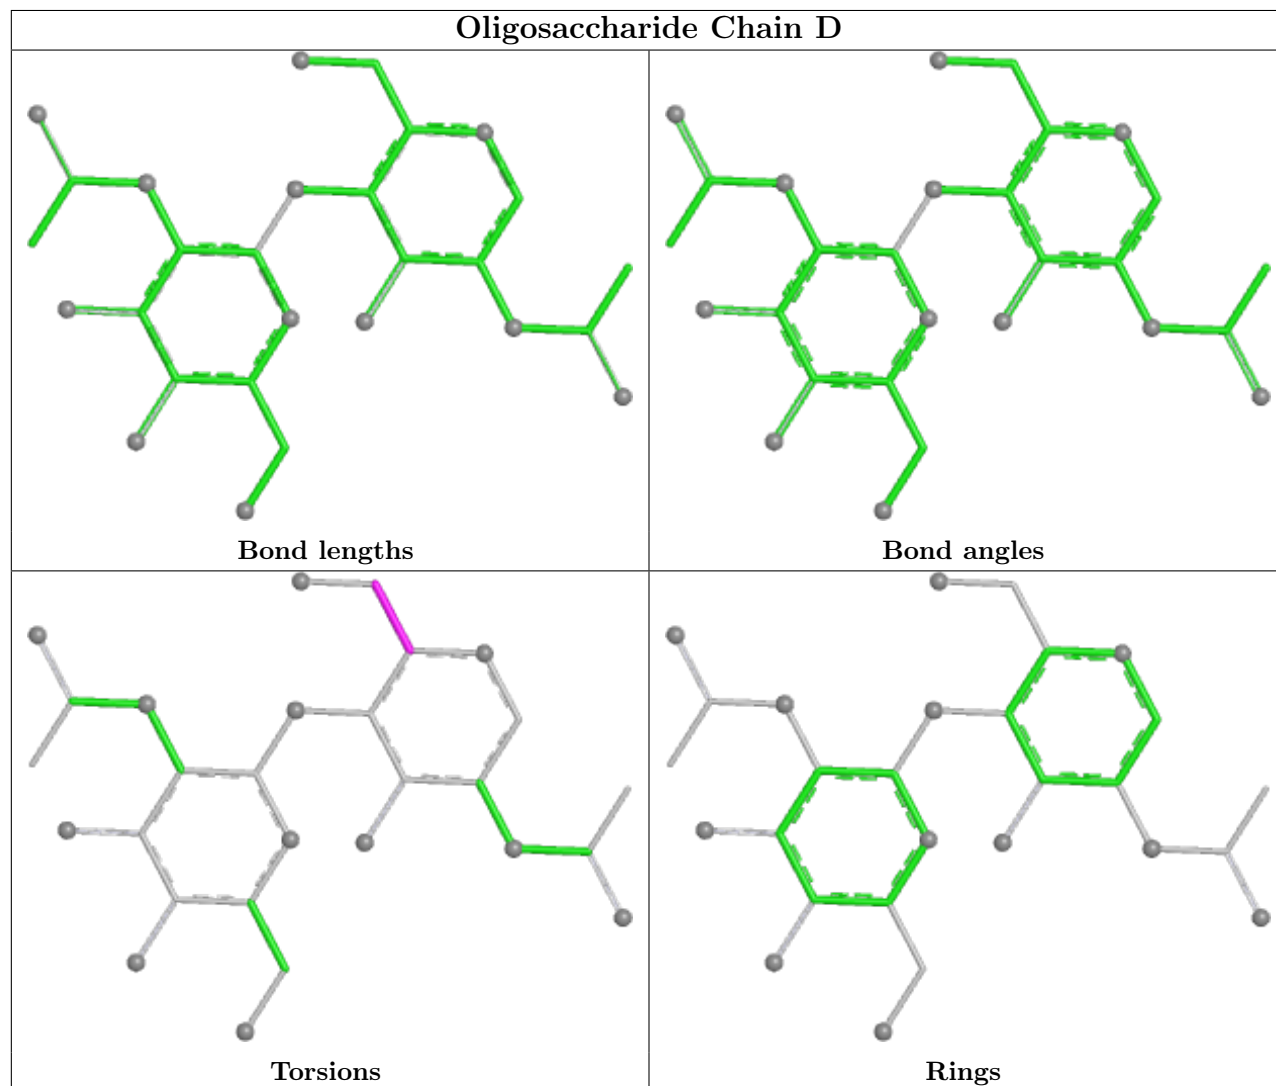 Oligosaccharide Chain D
Bond lengths
Bond angles
Torsions
Rings